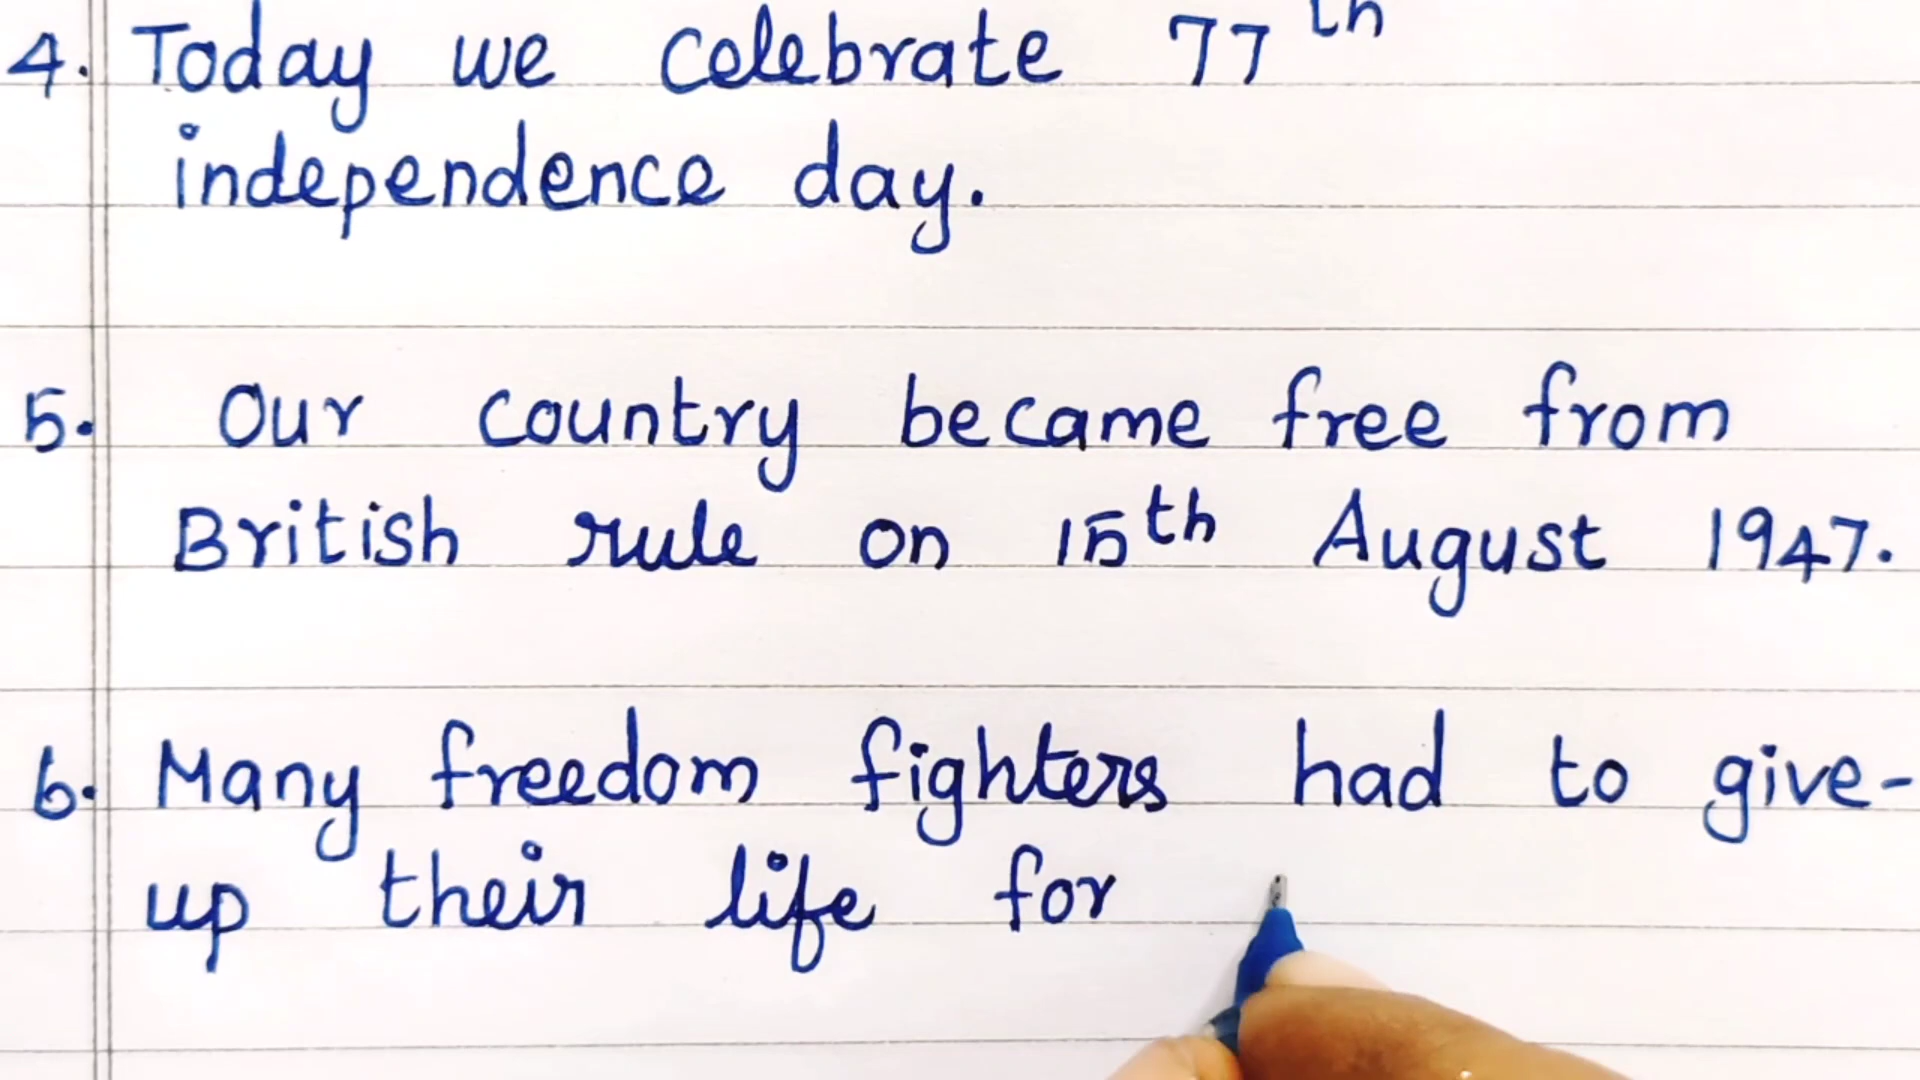 4. Today we celebrate 77th
independence day.
5. Our country became free from
British rule on 15th August 1947.
6. Many freedom fighters had to give-
up their life for